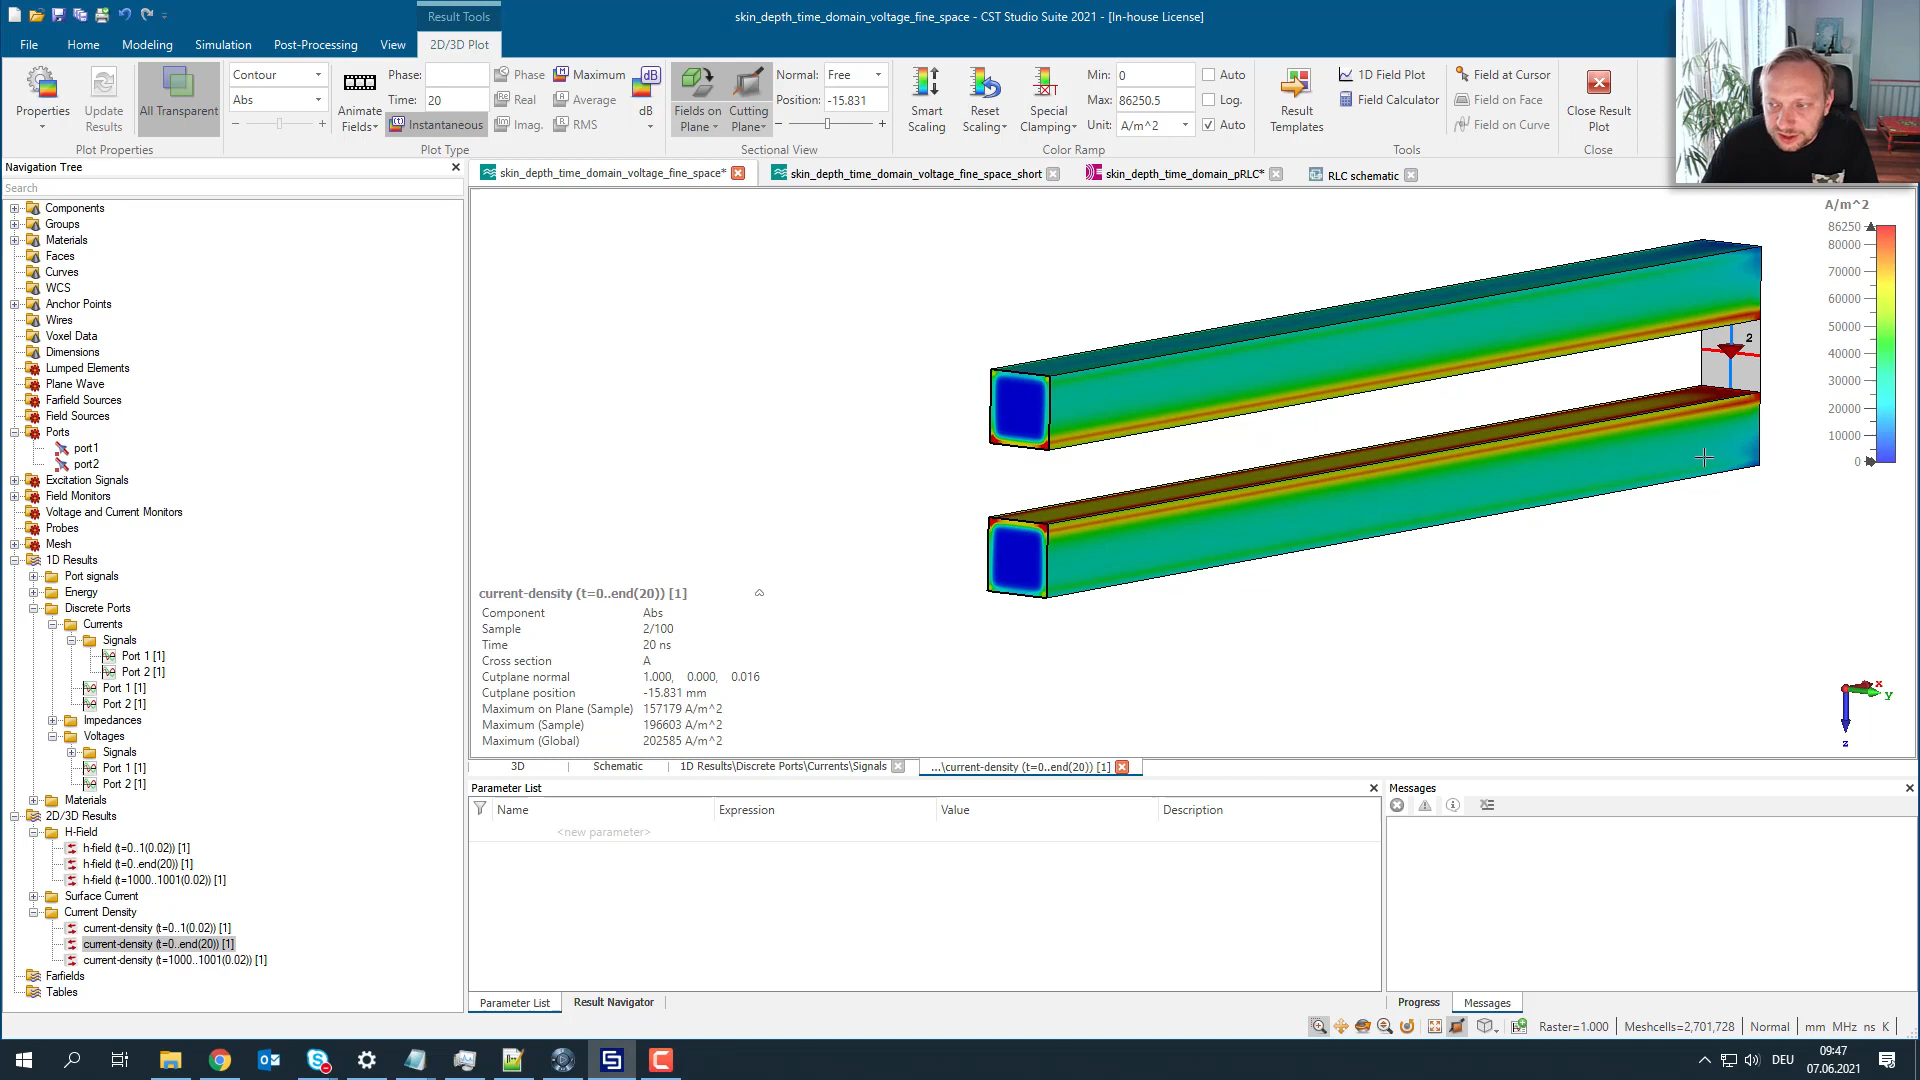 Result Tools
skin_depth_time_domain_voltage_fine_space - CST Studio Suite 2021 - [In-house License]
File Home Modeling Simulation Post-Processing View 2D/3D Plot
Properties
Update Results
All Transparent
Plot Properties
Contour
Abs
Animate Fields
Phase:
Time: 20
Instantaneous
Phase
Real
Imag.
Maximum
Average
RMS
dB
Plot Type
Fields on Plane
Cutting Plane
Normal: Free
Position: -15.831
Sectional View
Smart Scaling
Reset Scaling
Special Clamping
Min: 0
Max: 86250.5
Unit: A/m^2
Auto
Log.
Auto
Color Ramp
Result Templates
1D Field Plot
Field Calculator
Field at Cursor
Field on Face
Field on Curve
Tools
Close Result Plot
Close
Navigation Tree
Search
Components
Groups
Materials
Faces
Curves
WCS
Anchor Points
Wires
Voxel Data
Dimensions
Lumped Elements
Plane Wave
Farfield Sources
Field Sources
Ports
port1
port2
Excitation Signals
Field Monitors
Voltage and Current Monitors
Probes
Mesh
1D Results
Port signals
Energy
Discrete Ports
Currents
Signals
Port 1 [1]
Port 2 [1]
Port 1 [1]
Port 2 [1]
Impedances
Voltages
Signals
Port 1 [1]
Port 2 [1]
Materials
2D/3D Results
H-Field
h-field (t=0..1(0.02)) [1]
h-field (t=0..end(20)) [1]
h-field (t=1000..1001(0.02)) [1]
Surface Current
Current Density
current-density (t=0..1(0.02)) [1]
current-density (t=0..end(20)) [1]
current-density (t=1000..1001(0.02)) [1]
Farfields
Tables
skin_depth_time_domain_voltage_fine_space*
skin_depth_time_domain_voltage_fine_space_short
skin_depth_time_domain_pRLC*
RLC schematic
A/m^2
86250
80000
70000
60000
50000
40000
30000
20000
10000
0
2
current-density (t=0..end(20)) [1]
Component Abs
Sample 2/100
Time 20 ns
Cross section A
Cutplane normal 1.000, 0.000, 0.016
Cutplane position -15.831 mm
Maximum on Plane (Sample) 157179 A/m^2
Maximum (Sample) 196603 A/m^2
Maximum (Global) 202585 A/m^2
x
y
z
3D
Schematic
1D Results\Discrete Ports\Currents\Signals
...\current-density (t=0..end(20)) [1]
Parameter List
Name Expression Value Description
<new parameter>
Parameter List Result Navigator
Messages
Progress Messages
Raster=1.000 Meshcells=2,701,728 Normal mm MHz ns K
DEU
09:47
07.06.2021